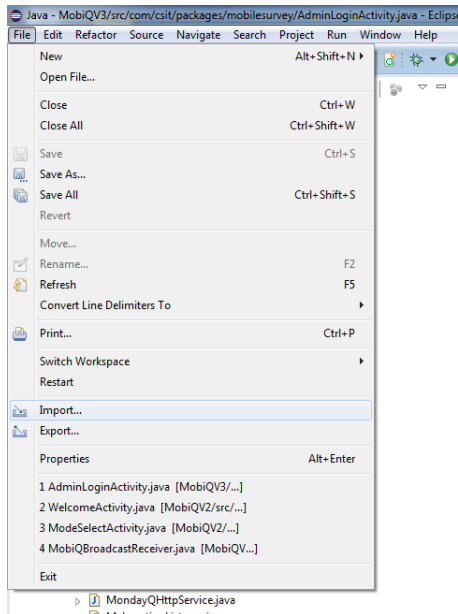 Java - MobiQV3/src/com/csit/packages/mobilesurvey/AdminLoginActivity.java - Eclipse
File Edit Refactor Source Navigate Search Project Run Window Help
New Alt+Shift+N
Open File...
Close Ctrl+W
Close All Ctrl+Shift+W
Save Ctrl+S
Save As...
Save All Ctrl+Shift+S
Revert
Move...
Rename... F2
Refresh F5
Convert Line Delimiters To
Print... Ctrl+P
Switch Workspace
Restart
Import...
Export...
Properties Alt+Enter
1 AdminLoginActivity.java [MobiQV3/...]
2 WelcomeActivity.java [MobiQV2/src/...]
3 ModeSelectActivity.java [MobiQV2/...]
4 MobiQBroadcastReceiver.java [MobiQV...]
Exit
MondayQHttpService.java